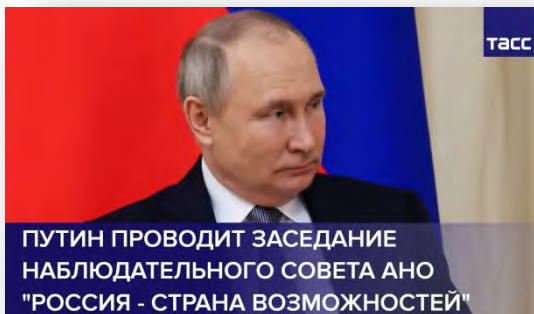 тасс
ПУТИН ПРОВОДИТ ЗАСЕДАНИЕ
НАБЛЮДАТЕЛЬНОГО СОВЕТА АНО
"РОССИЯ - СТРАНА ВОЗМОЖНОСТЕЙ"